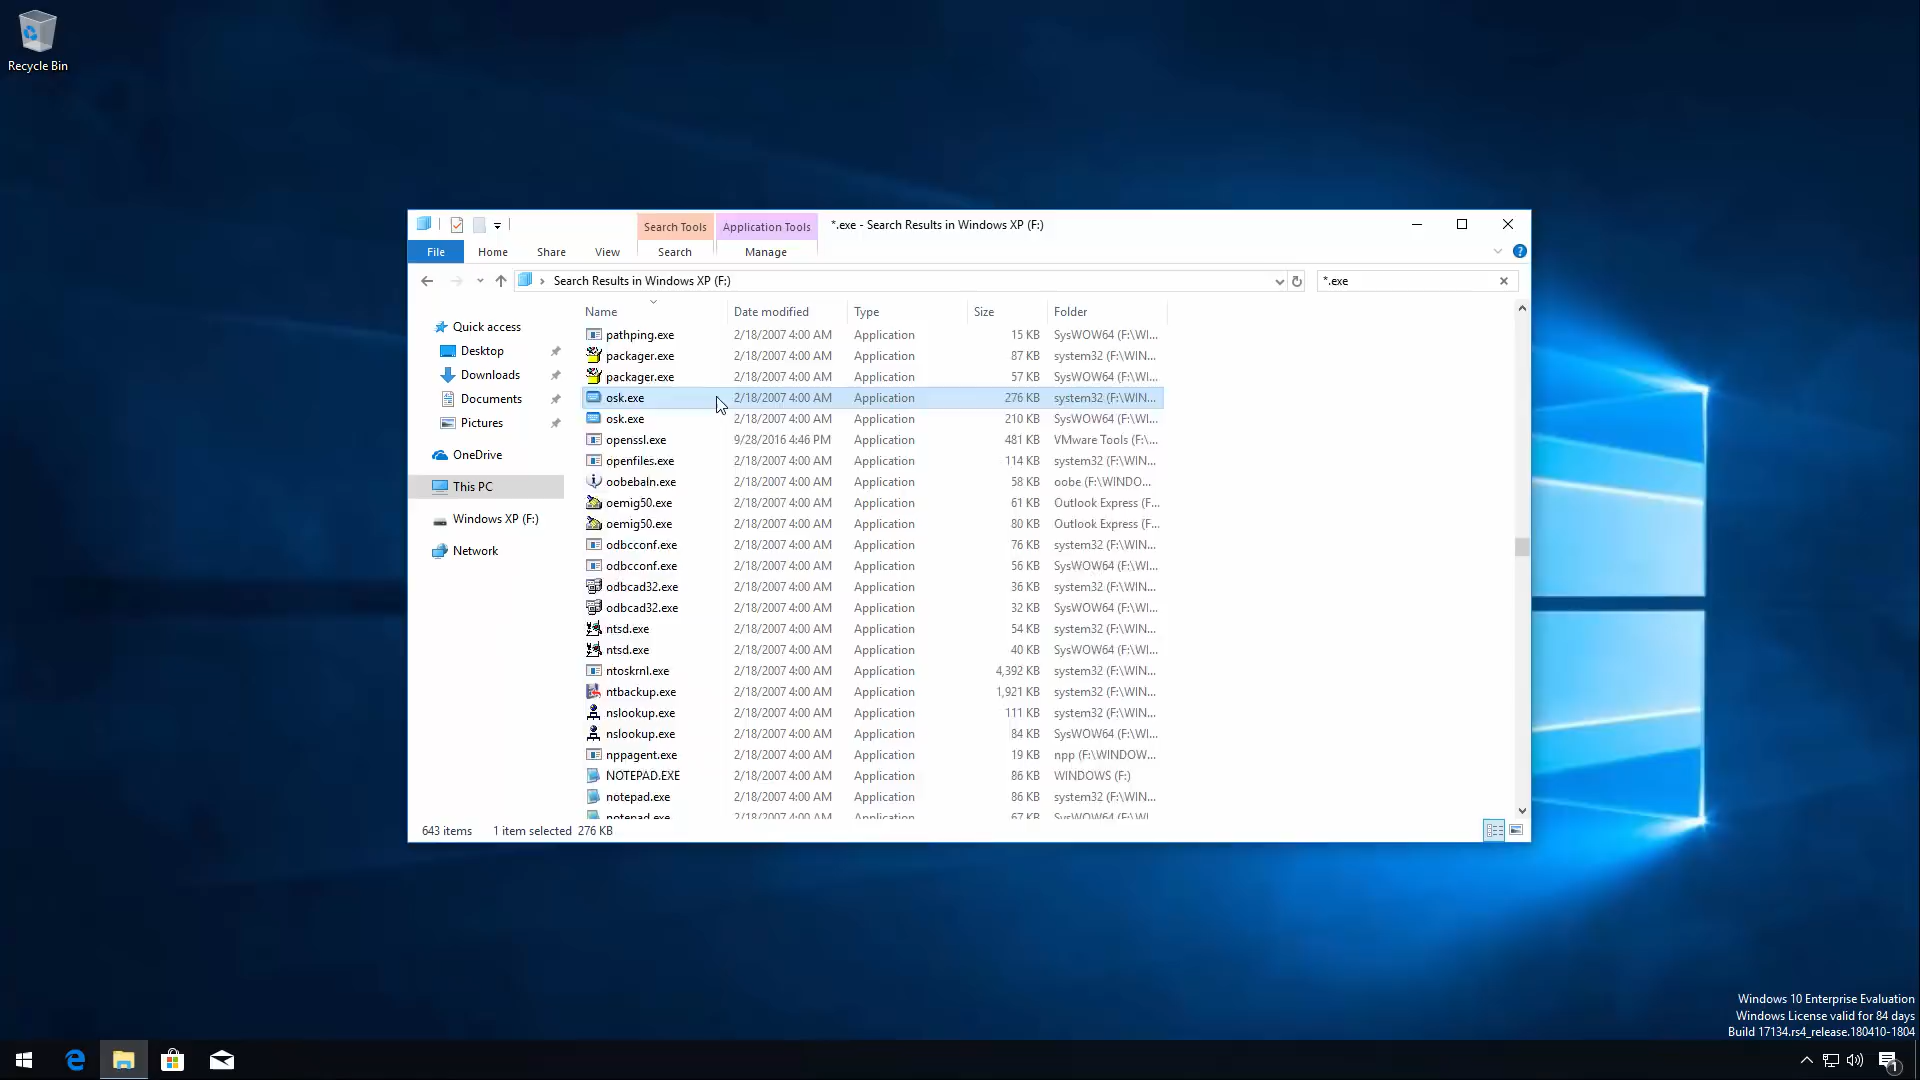 Recycle Bin
Search Tools
Application Tools
*.exe - Search Results in Windows XP (F:)
File
Home
Share
View
Search
Manage
Search Results in Windows XP (F:)
*.exe
Quick access
Desktop
Downloads
Documents
Pictures
OneDrive
This PC
Windows XP (F:)
Network
Name Date modified Type Size Folder
pathping.exe 2/18/2007 4:00 AM Application 15 KB SysWOW64 (F:\WI...
packager.exe 2/18/2007 4:00 AM Application 87 KB system32 (F:\WIN...
packager.exe 2/18/2007 4:00 AM Application 57 KB SysWOW64 (F:\WI...
osk.exe 2/18/2007 4:00 AM Application 276 KB system32 (F:\WIN...
osk.exe 2/18/2007 4:00 AM Application 210 KB SysWOW64 (F:\WI...
openssl.exe 9/28/2016 4:46 PM Application 481 KB VMware Tools (F:\...
openfiles.exe 2/18/2007 4:00 AM Application 114 KB system32 (F:\WIN...
oobebaln.exe 2/18/2007 4:00 AM Application 58 KB oobe (F:\WINDO...
oemig50.exe 2/18/2007 4:00 AM Application 61 KB Outlook Express (F...
oemig50.exe 2/18/2007 4:00 AM Application 80 KB Outlook Express (F...
odbcconf.exe 2/18/2007 4:00 AM Application 76 KB system32 (F:\WIN...
odbcconf.exe 2/18/2007 4:00 AM Application 56 KB SysWOW64 (F:\WI...
odbcad32.exe 2/18/2007 4:00 AM Application 36 KB system32 (F:\WIN...
odbcad32.exe 2/18/2007 4:00 AM Application 32 KB SysWOW64 (F:\WI...
ntsd.exe 2/18/2007 4:00 AM Application 54 KB system32 (F:\WIN...
ntsd.exe 2/18/2007 4:00 AM Application 40 KB SysWOW64 (F:\WI...
ntoskrnl.exe 2/18/2007 4:00 AM Application 4,392 KB system32 (F:\WIN...
ntbackup.exe 2/18/2007 4:00 AM Application 1,921 KB system32 (F:\WIN...
nslookup.exe 2/18/2007 4:00 AM Application 111 KB system32 (F:\WIN...
nslookup.exe 2/18/2007 4:00 AM Application 84 KB SysWOW64 (F:\WI...
nppagent.exe 2/18/2007 4:00 AM Application 19 KB npp (F:\WINDOW...
NOTEPAD.EXE 2/18/2007 4:00 AM Application 86 KB WINDOWS (F:)
notepad.exe 2/18/2007 4:00 AM Application 86 KB system32 (F:\WIN...
notepad.exe 2/18/2007 4:00 AM Application 67 KB SysWOW64 (F:\WI...
643 items 1 item selected 276 KB
Windows 10 Enterprise Evaluation
Windows License valid for 84 days
Build 17134.rs4_release.180410-1804
1